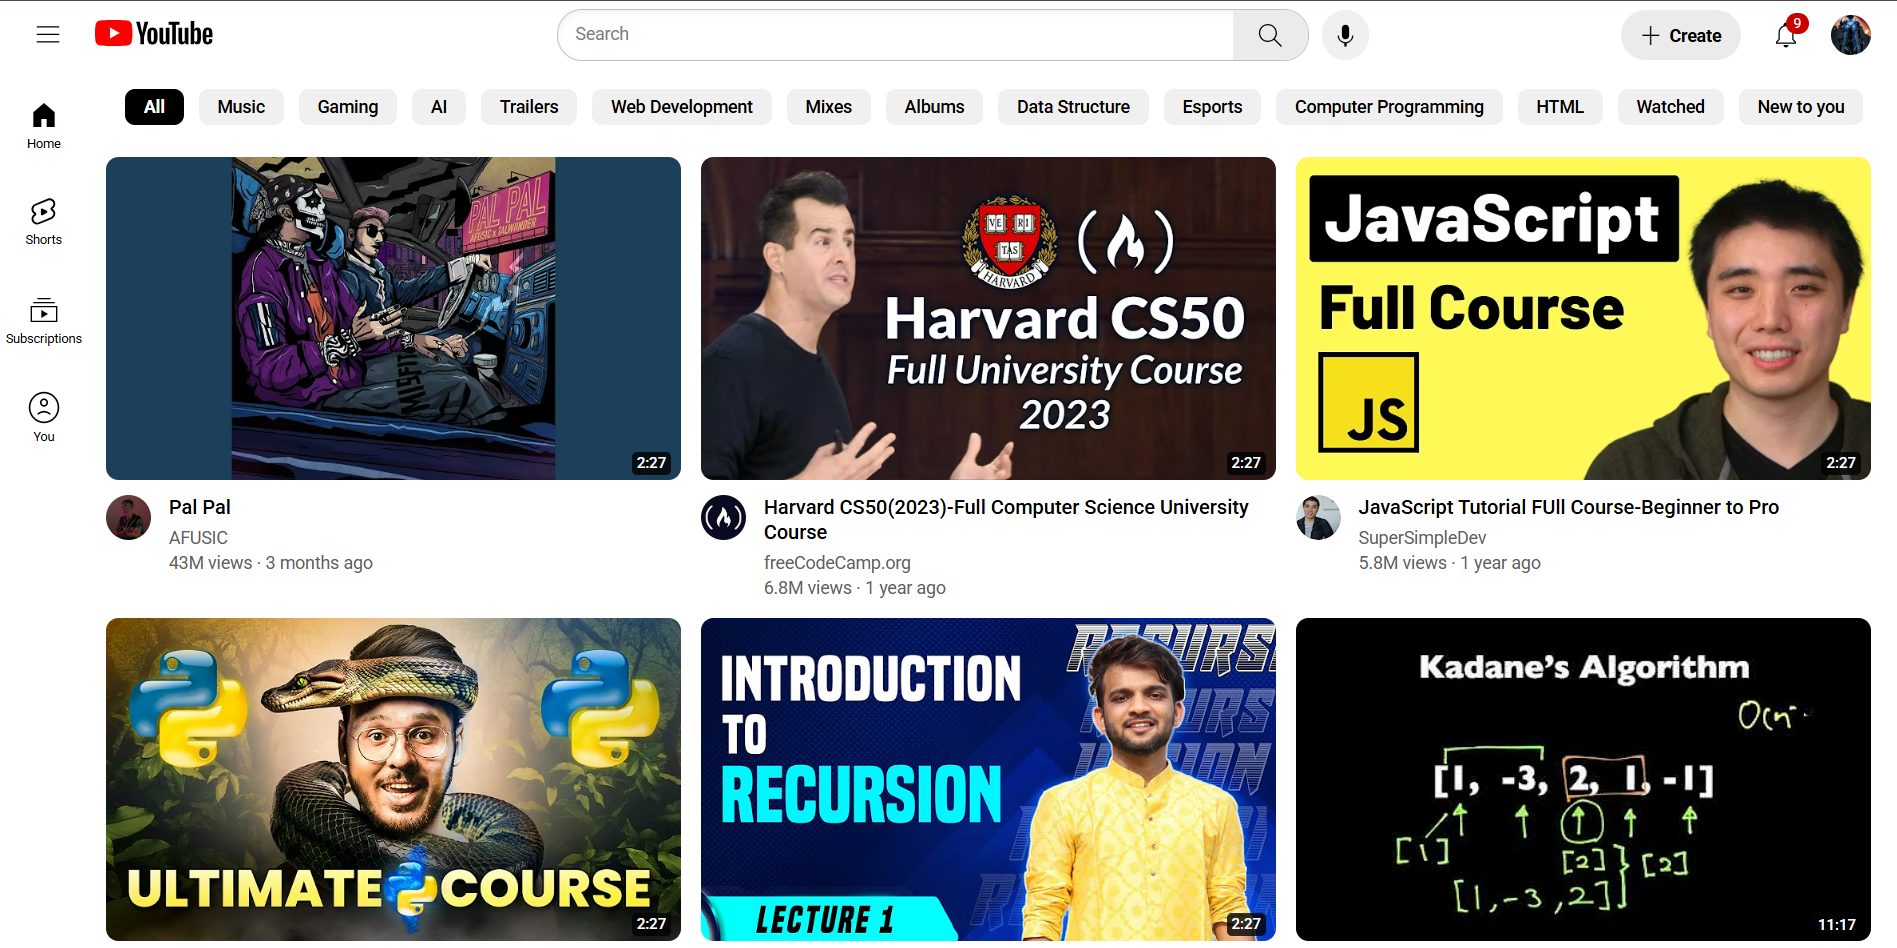 YouTube
Search
Create
9
All
Music
Gaming
AI
Trailers
Web Development
Mixes
Albums
Data Structure
Esports
Computer Programming
HTML
Watched
New to you
Home
Shorts
Subscriptions
You
PAL PAL
AFUSIC x TALWIINDER
2:27
Pal Pal
AFUSIC
43M views · 3 months ago
VE RI
TAS
HARVARD
Harvard CS50
Full University Course
2023
2:27
Harvard CS50(2023)-Full Computer Science University
Course
freeCodeCamp.org
6.8M views · 1 year ago
JavaScript
Full Course
JS
2:27
JavaScript Tutorial FUll Course-Beginner to Pro
SuperSimpleDev
5.8M views · 1 year ago
ULTIMATE COURSE
2:27
INTRODUCTION
TO
RECURSION
LECTURE 1
2:27
Kadane's Algorithm
[1, -3, 2, 1, -1]
[1]
[2]
[2]
[1,-3,2]
11:17